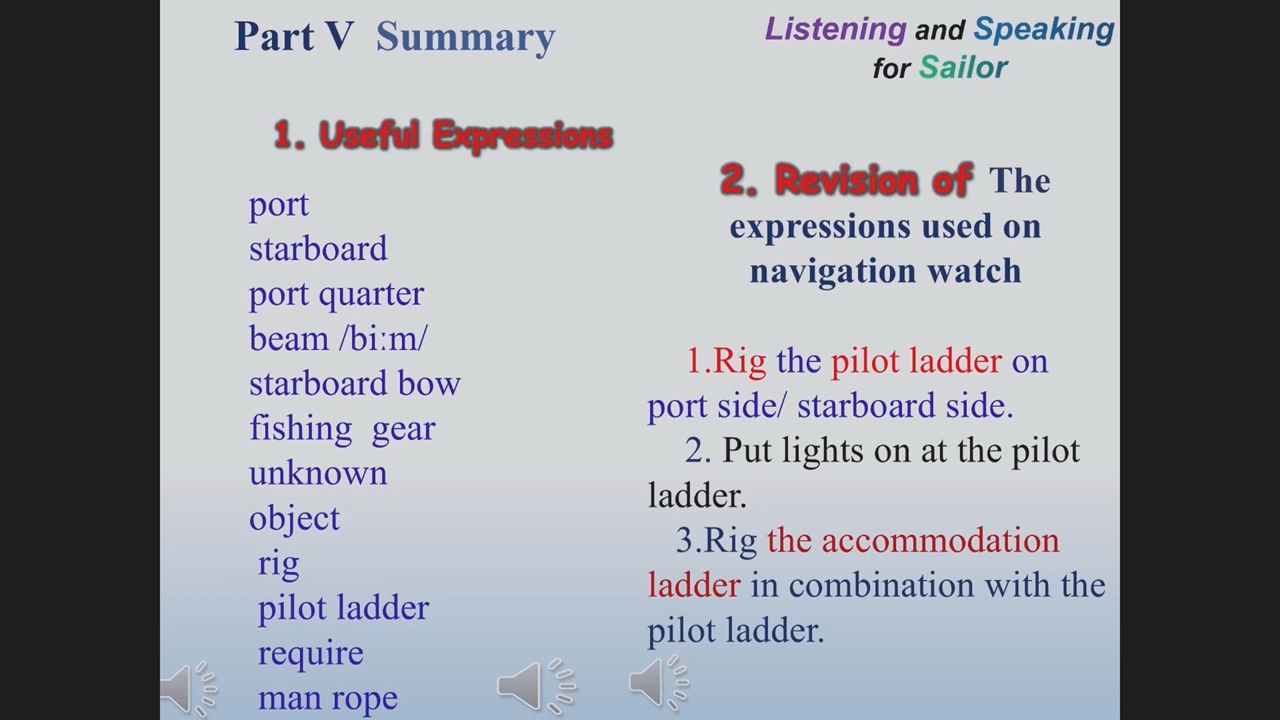 Part V Summary
Listening and Speaking
for Sailor
1. Useful Expressions
port
starboard
port quarter
beam /biːm/
starboard bow
fishing gear
unknown
object
rig
pilot ladder
require
man rope
2. Revision of The
expressions used on
navigation watch
1.Rig the pilot ladder on
port side/ starboard side.
2. Put lights on at the pilot
ladder.
3.Rig the accommodation
ladder in combination with the
pilot ladder.